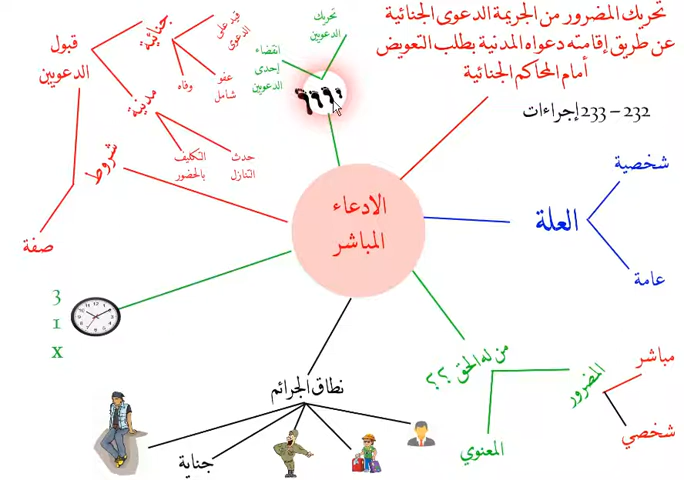 تحريك المضرور من الجريمة الدعوى الجنائية
عن طريق إقامته دعواه المدنية بطلب التعويض
أمام المحاكم الجنائية
232 – 233 إجراءات
الادعاء
المباشر
العلة
شخصية
عامة
من له الحق ؟؟
المضرور
مباشر
شخصي
المعنوي
نطاق الجرائم
جناية
3
1
x
شروط
قبول
الدعويين
صفة
جنائية
قيد على
الدعوى
عفو
شامل
وفاه
مدنية
حدث
التنازل
التكليف
بالحضور
تحريك
الدعويين
انقضاء
إحدى
الدعويين